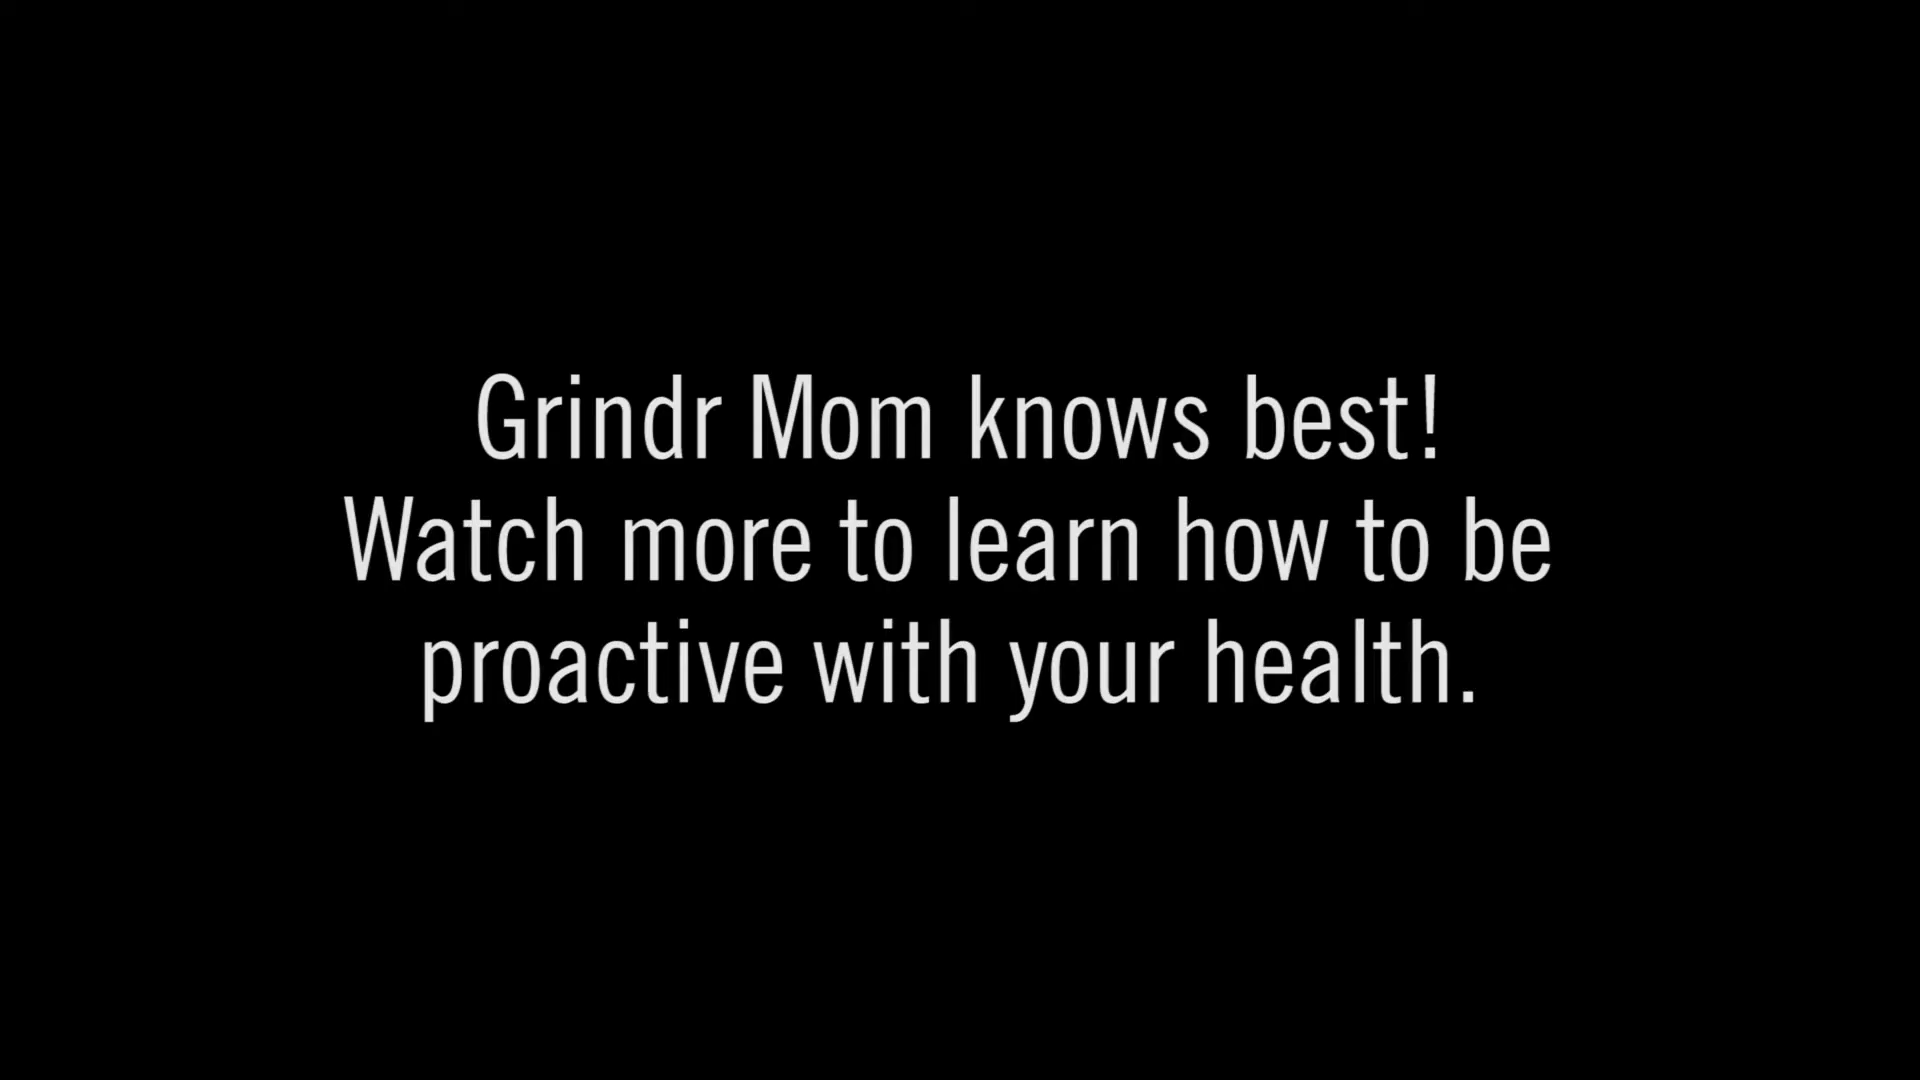 Grindr Mom knows best!
Watch more to learn how to be
proactive with your health.